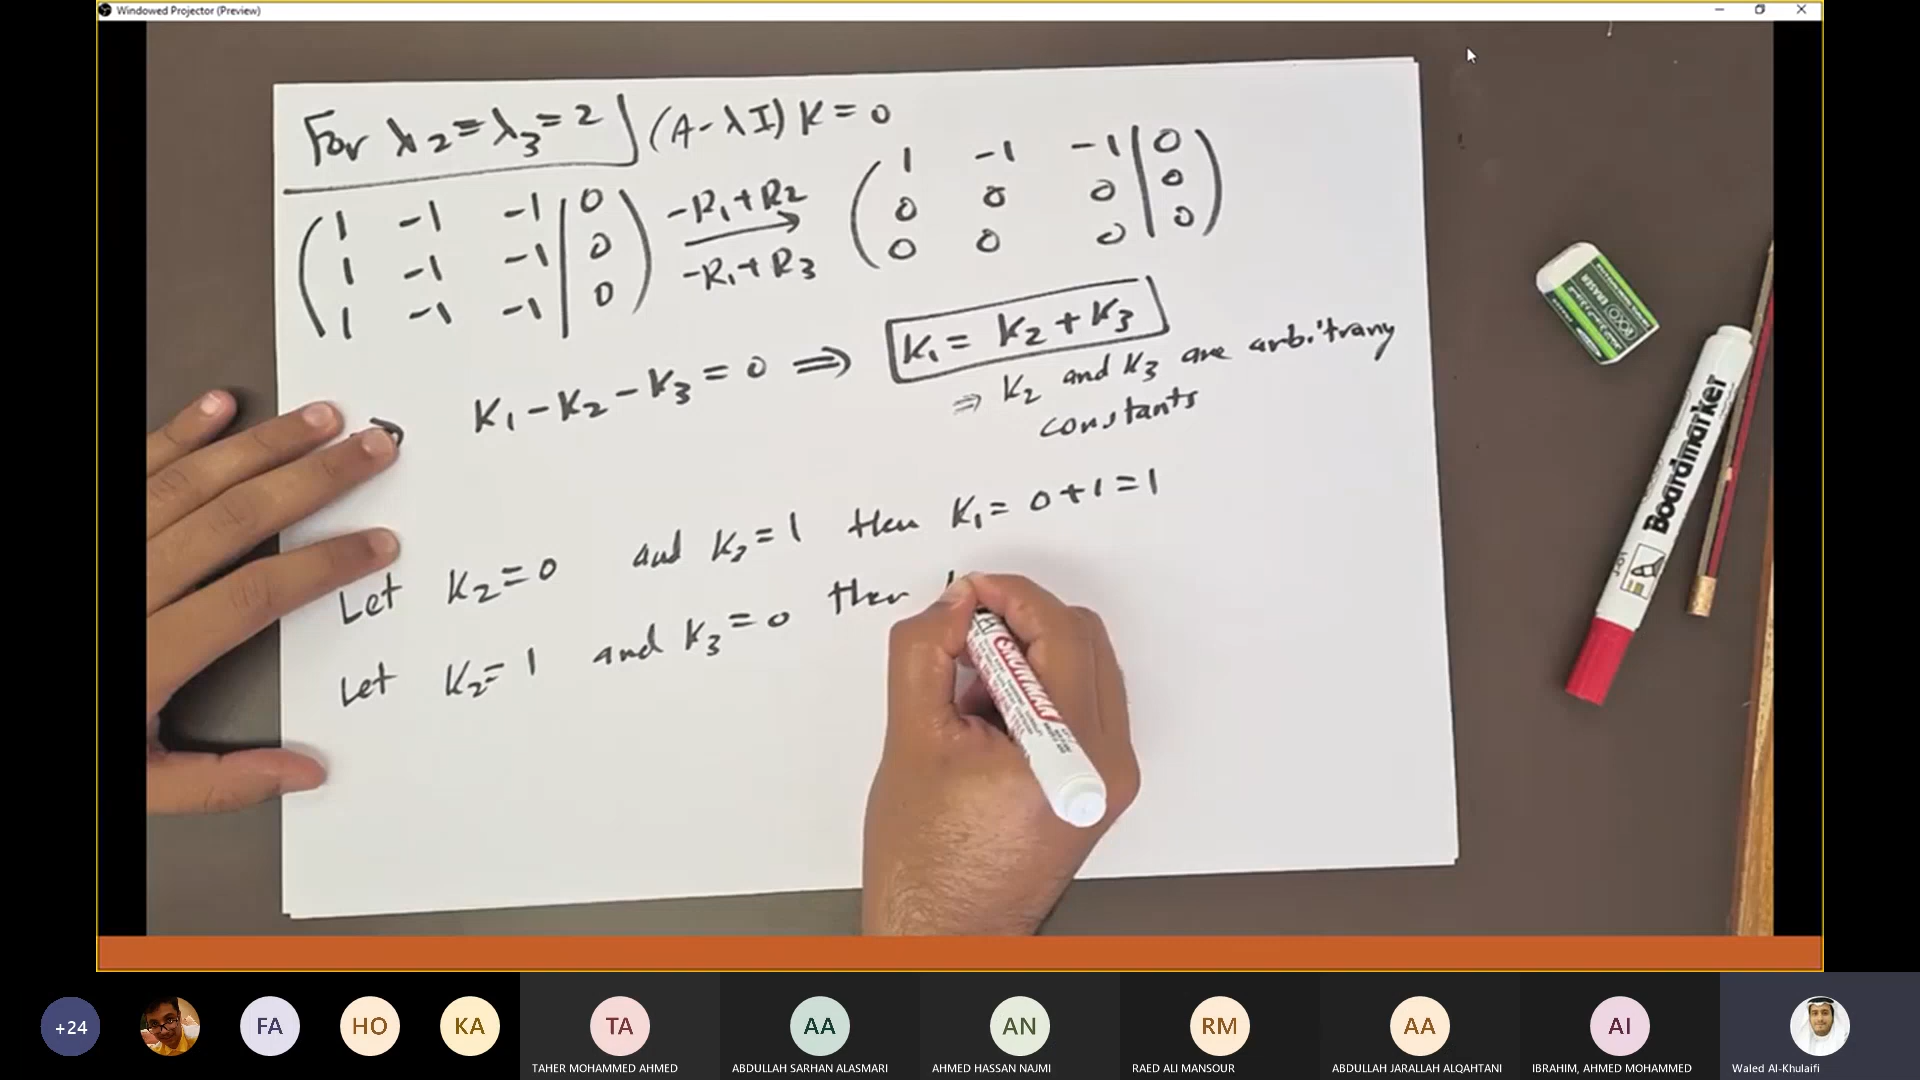 Windowed Projector (Preview)
For λ2=λ3=2 (A-λI)K=0
(1 -1 -1 | 0) -R1+R2 (1 -1 -1 | 0)
(1 -1 -1 | 0) → (0 0 0 | 0)
(1 -1 -1 | 0) -R1+R3 (0 0 0 | 0)
⇒ K1-K2-K3=0 ⇒ K1=K2+K3
⇒ K2 and K3 are arbitrary
constants
Let K2=0 and K3=1 then K1=0+1=1
Let K2=1 and K3=0 then
SNOWMAN
ERASER
Boardmarker
+24
FA
HO
KA
TA
TAHER MOHAMMED AHMED
AA
ABDULLAH SARHAN ALASMARI
AN
AHMED HASSAN NAJMI
RM
RAED ALI MANSOUR
AA
ABDULLAH JARALLAH ALQAHTANI
AI
IBRAHIM, AHMED MOHAMMED
Waled Al-Khulaifi